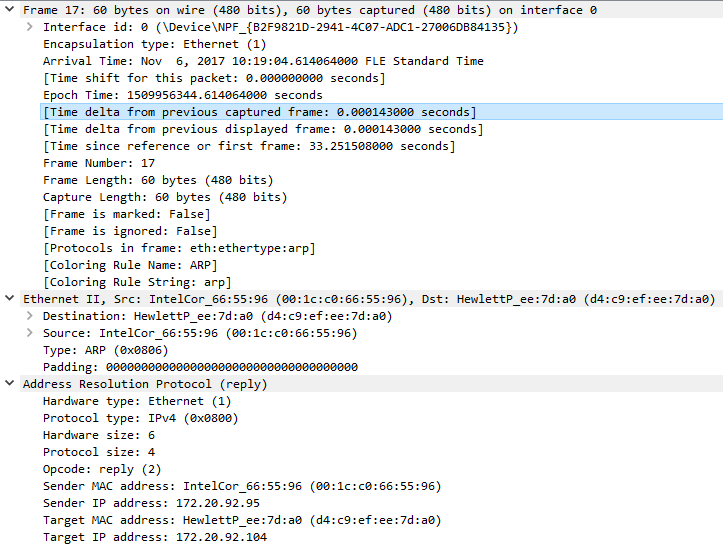 Frame 17: 60 bytes on wire (480 bits), 60 bytes captured (480 bits) on interface 0
Interface id: 0 (\Device\NPF_{B2F9821D-2941-4C07-ADC1-27006DB84135})
Encapsulation type: Ethernet (1)
Arrival Time: Nov  6, 2017 10:19:04.614064000 FLE Standard Time
[Time shift for this packet: 0.000000000 seconds]
Epoch Time: 1509956344.614064000 seconds
[Time delta from previous captured frame: 0.000143000 seconds]
[Time delta from previous displayed frame: 0.000143000 seconds]
[Time since reference or first frame: 33.251508000 seconds]
Frame Number: 17
Frame Length: 60 bytes (480 bits)
Capture Length: 60 bytes (480 bits)
[Frame is marked: False]
[Frame is ignored: False]
[Protocols in frame: eth:ethertype:arp]
[Coloring Rule Name: ARP]
[Coloring Rule String: arp]
Ethernet II, Src: IntelCor_66:55:96 (00:1c:c0:66:55:96), Dst: HewlettP_ee:7d:a0 (d4:c9:ef:ee:7d:a0)
Destination: HewlettP_ee:7d:a0 (d4:c9:ef:ee:7d:a0)
Source: IntelCor_66:55:96 (00:1c:c0:66:55:96)
Type: ARP (0x0806)
Padding: 000000000000000000000000000000000000
Address Resolution Protocol (reply)
Hardware type: Ethernet (1)
Protocol type: IPv4 (0x0800)
Hardware size: 6
Protocol size: 4
Opcode: reply (2)
Sender MAC address: IntelCor_66:55:96 (00:1c:c0:66:55:96)
Sender IP address: 172.20.92.95
Target MAC address: HewlettP_ee:7d:a0 (d4:c9:ef:ee:7d:a0)
Target IP address: 172.20.92.104